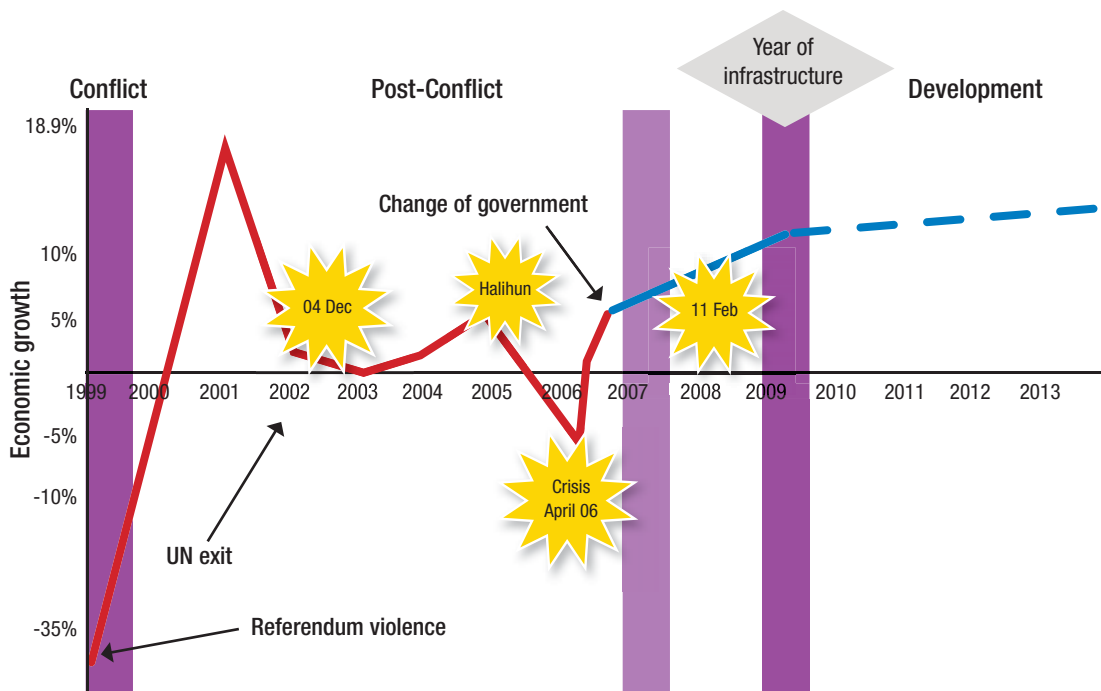 Year of
infrastructure
Conflict
Post-Conflict
Development
18.9%
Change of government
10%
Halihun
04 Dec
11 Feb
5%
Economic growth
1999
2000
2001
2002
2003
2004
2005
2006
2007
2008
2009
2010
2011
2012
2013
-5%
Crisis
April 06
-10%
UN exit
-35%
Referendum violence